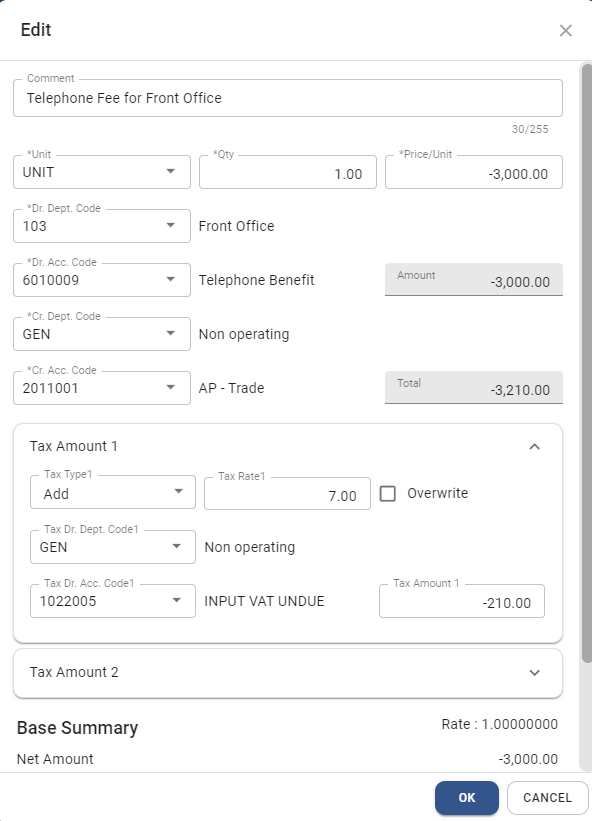 Edit
Comment
Telephone Fee for Front Office
30/255
*Unit *Qty *Price/Unit
UNIT 1.00 -3,000.00
*Dr. Dept. Code
103 Front Office
*Dr. Acc. Code Amount
6010009 Telephone Benefit -3,000.00
*Cr. Dept. Code
GEN Non operating
*Cr. Acc. Code Total
2011001 AP - Trade -3,210.00
Tax Amount 1
Tax Type1 Tax Rate1
Add 7.00 Overwrite
Tax Dr. Dept. Code1
GEN Non operating
Tax Dr. Acc. Code1 Tax Amount 1
1022005 INPUT VAT UNDUE -210.00
Tax Amount 2
Base Summary Rate : 1.00000000
Net Amount -3,000.00
OK CANCEL